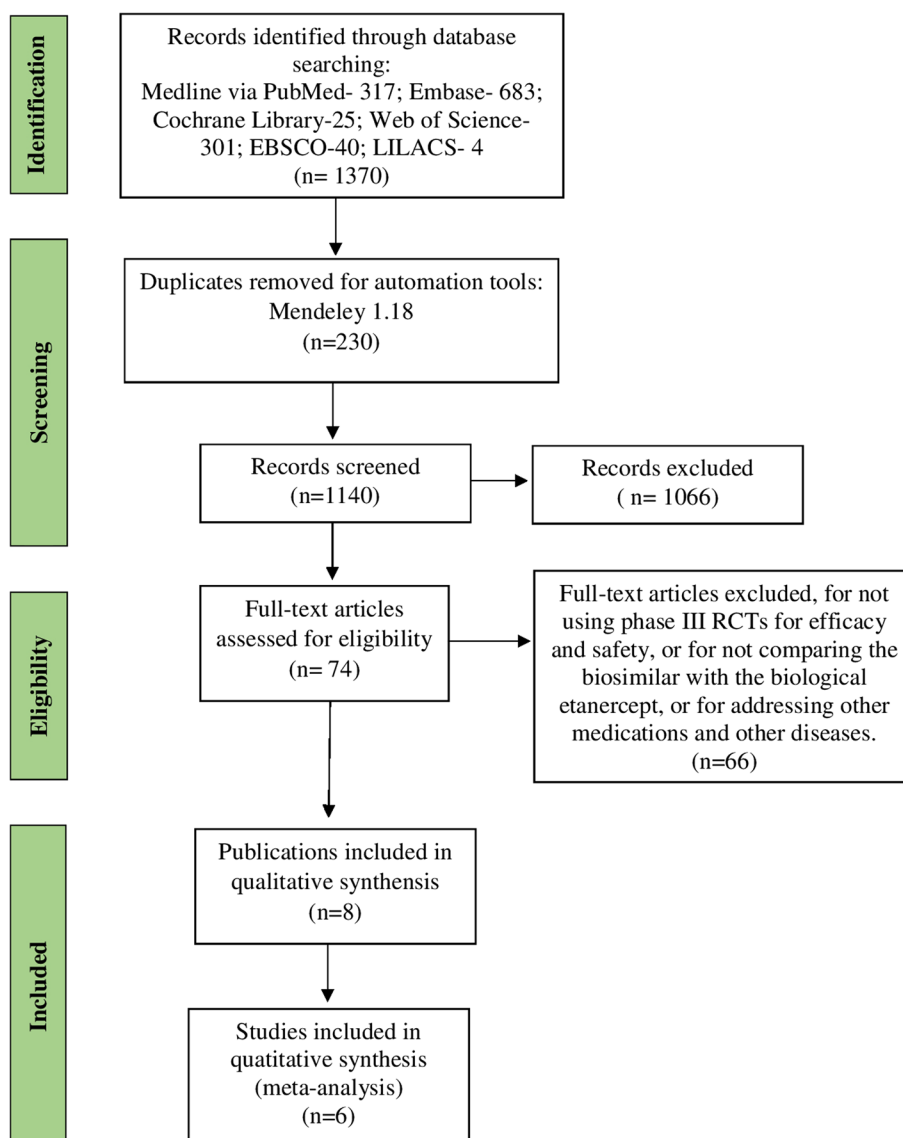 Identification
Records identified through database
searching:
Medline via PubMed- 317; Embase- 683;
Cochrane Library-25; Web of Science-
301; EBSCO-40; LILACS- 4
(n= 1370)
Screening
Duplicates removed for automation tools:
Mendeley 1.18
(n=230)
Records screened
(n=1140)
Records excluded
( n= 1066)
Eligibility
Full-text articles
assessed for eligibility
(n= 74)
Full-text articles excluded, for not
using phase III RCTs for efficacy
and safety, or for not comparing the
biosimilar with the biological
etanercept, or for addressing other
medications and other diseases.
(n=66)
Included
Publications included in
qualitative synthensis
(n=8)
Studies included in
quatitative synthesis
(meta-analysis)
(n=6)